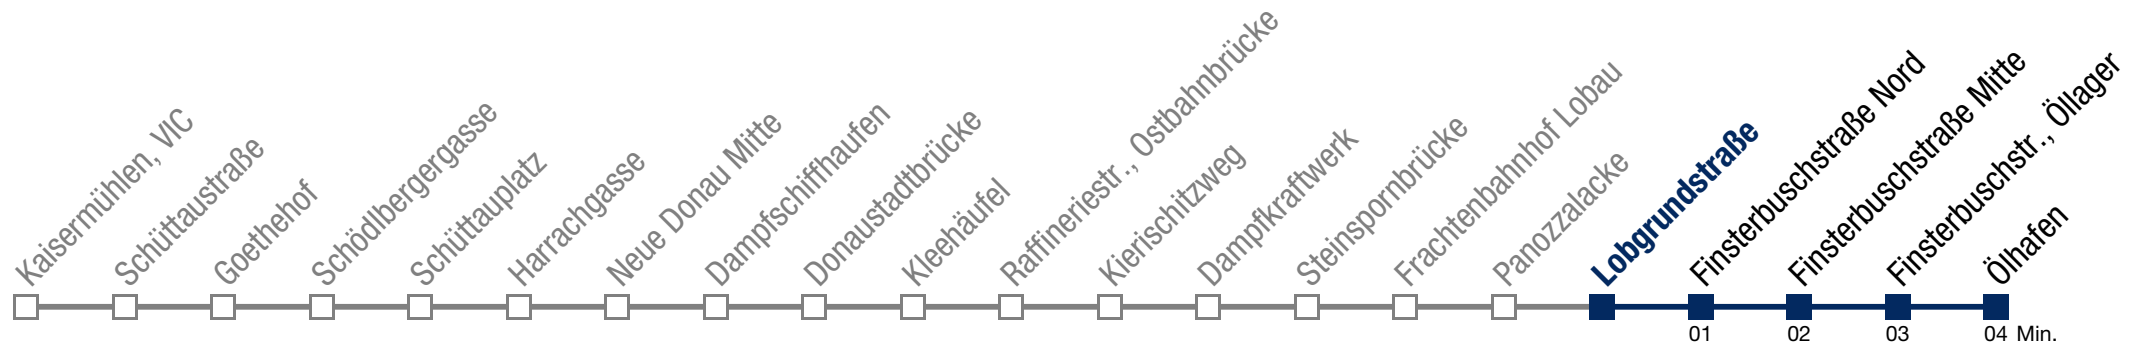 Kaisermühlen, VIC
Schüttaustraße
Goethehof
Schödlbergergasse
Schüttauplatz
Harrachgasse
Neue Donau Mitte
Dampfschiffhaufen
Donaustadtbrücke
Kleehäufel
Raffineriestr., Ostbahnbrücke
Kierischitzweg
Dampfkraftwerk
Steinspornbrücke
Frachtenbahnhof Lobau
Panozzalacke
Lobgrundstraße
Finsterbuschstraße Nord
Finsterbuschstraße Mitte
Finsterbuschstr., Öllager
Ölhafen
01 02 03 04 Min.